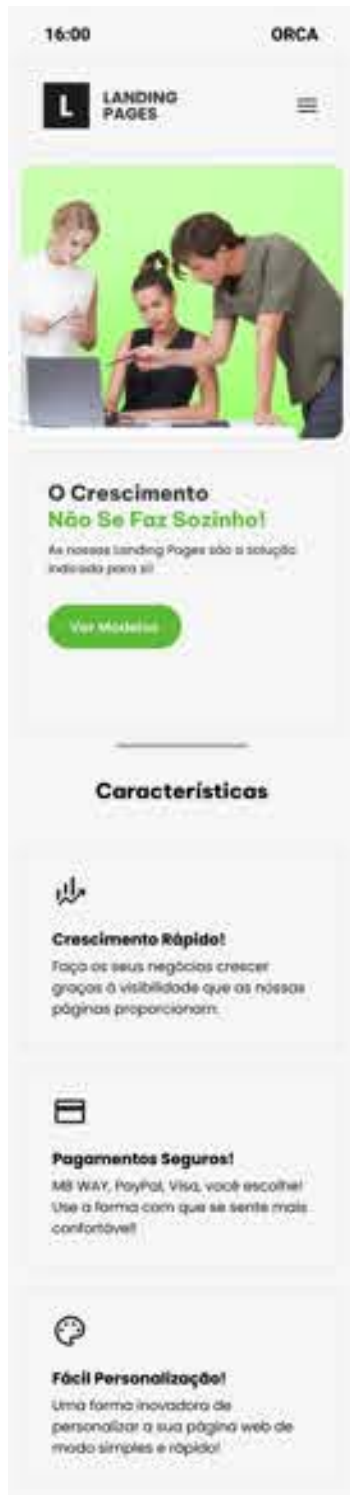 16:00
ORCA
L
LANDING
PAGES
O Crescimento
Não Se Faz Sozinho!
As nossas Landing Pages são a solução
indicada para si!
Ver Modelos
Características
Crescimento Rápido!
Faça os seus negócios crescer
graças à visibilidade que as nossas
páginas proporcionam.
Pagamentos Seguros!
MB WAY, PayPal, Visa, você escolhe!
Use a forma com que se sente mais
confortável!
Fácil Personalização!
Uma forma inovadora de
personalizar a sua página web de
modo simples e rápido!